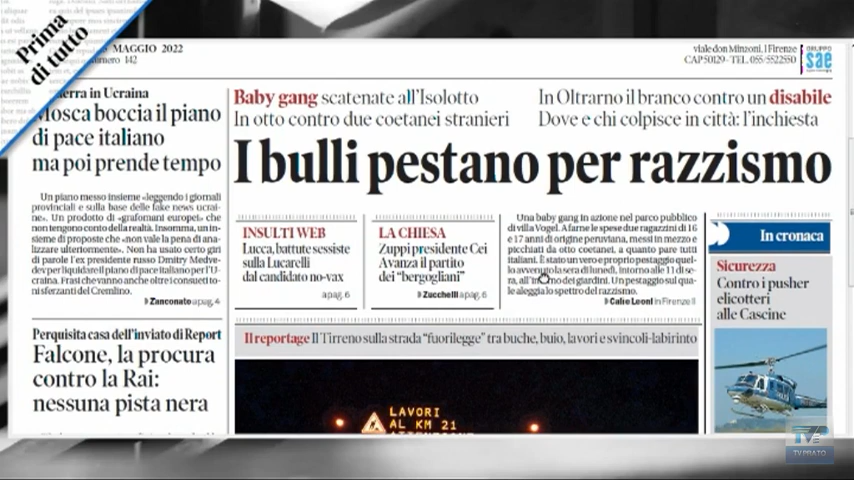 Prima
di tutto
MAGGIO 2022
Numero 142
viale don Minzoni, 1 Firenze
CAP 50129 - TEL. 055/5522550
GRUPPO
sae
Guerra in Ucraina
Mosca boccia il piano
di pace italiano
ma poi prende tempo
Un piano messo insieme «leggendo i giornali
provinciali e sulla base delle fake news ucrai-
ne». Un prodotto di «grafomani europei» che
non tengono conto della realtà. Insomma, un in-
sieme di proposte che «non vale la pena di ana-
lizzare ulteriormente». Non ha usato certo giri
di parole l'ex presidente russo Dmitry Medve-
dev per liquidare il piano di pace italiano per l'U-
craina. Frasi che vanno anche oltre i consueti to-
ni sferzanti del Cremlino.
Zanconato a pag. 4
Perquisita casa dell'inviato di Report
Falcone, la procura
contro la Rai:
nessuna pista nera
Baby gang scatenate all'Isolotto
In otto contro due coetanei stranieri
In Oltrarno il branco contro un disabile
Dove e chi colpisce in città: l'inchiesta
I bulli pestano per razzismo
INSULTI WEB
Lucca, battute sessiste
sulla Lucarelli
dal candidato no-vax
a pag. 6
LA CHIESA
Zuppi presidente Cei
Avanza il partito
dei “bergogliani”
Zucchelli a pag. 6
Una baby gang in azione nel parco pubblico
di villa Vogel. A farne le spese due ragazzini di 16
e 17 anni di origine peruviana, messi in mezzo e
picchiati da otto coetanei, a quanto pare tutti
italiani. È stato un vero e proprio pestaggio quel-
lo avvenuto la sera di lunedì, intorno alle 11 di se-
ra, all'interno dei giardini. Un pestaggio sul qua-
le aleggia lo spettro del razzismo.
Calio Leoni in Firenze II
In cronaca
Sicurezza
Contro i pusher
elicotteri
alle Cascine
Il reportage Il Tirreno sulla strada “fuorilegge” tra buche, buio, lavori e svincoli-labirinto
LAVORI
AL KM 21
ATTENZIONE
TVP
TV PRATO